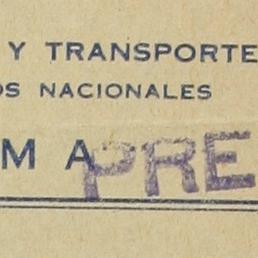 Y TRANSPORTE
OS NACIONALES
M A PRE